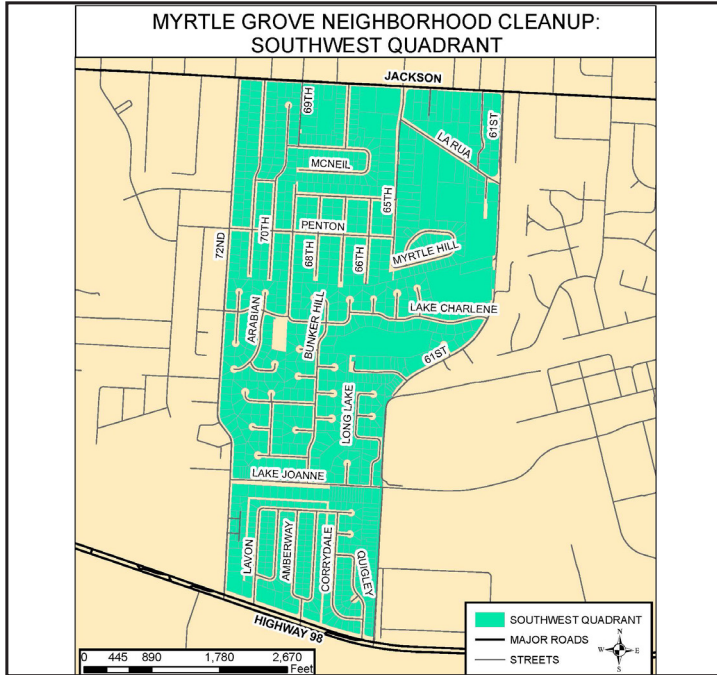 MYRTLE GROVE NEIGHBORHOOD CLEANUP:
SOUTHWEST QUADRANT
JACKSON
69TH
61ST
LA RUA
MCNEIL
65TH
PENTON
70TH
72ND
68TH
66TH
MYRTLE HILL
LAKE CHARLENE
ARABIAN
BUNKER HILL
61ST
LONG LAKE
LAKE JOANNE
LAVON
AMBERWAY
CORRYDALE
QUIGLEY
HIGHWAY 98
SOUTHWEST QUADRANT
MAJOR ROADS
STREETS
N
W E
S
0 445 890 1,780 2,670
Feet